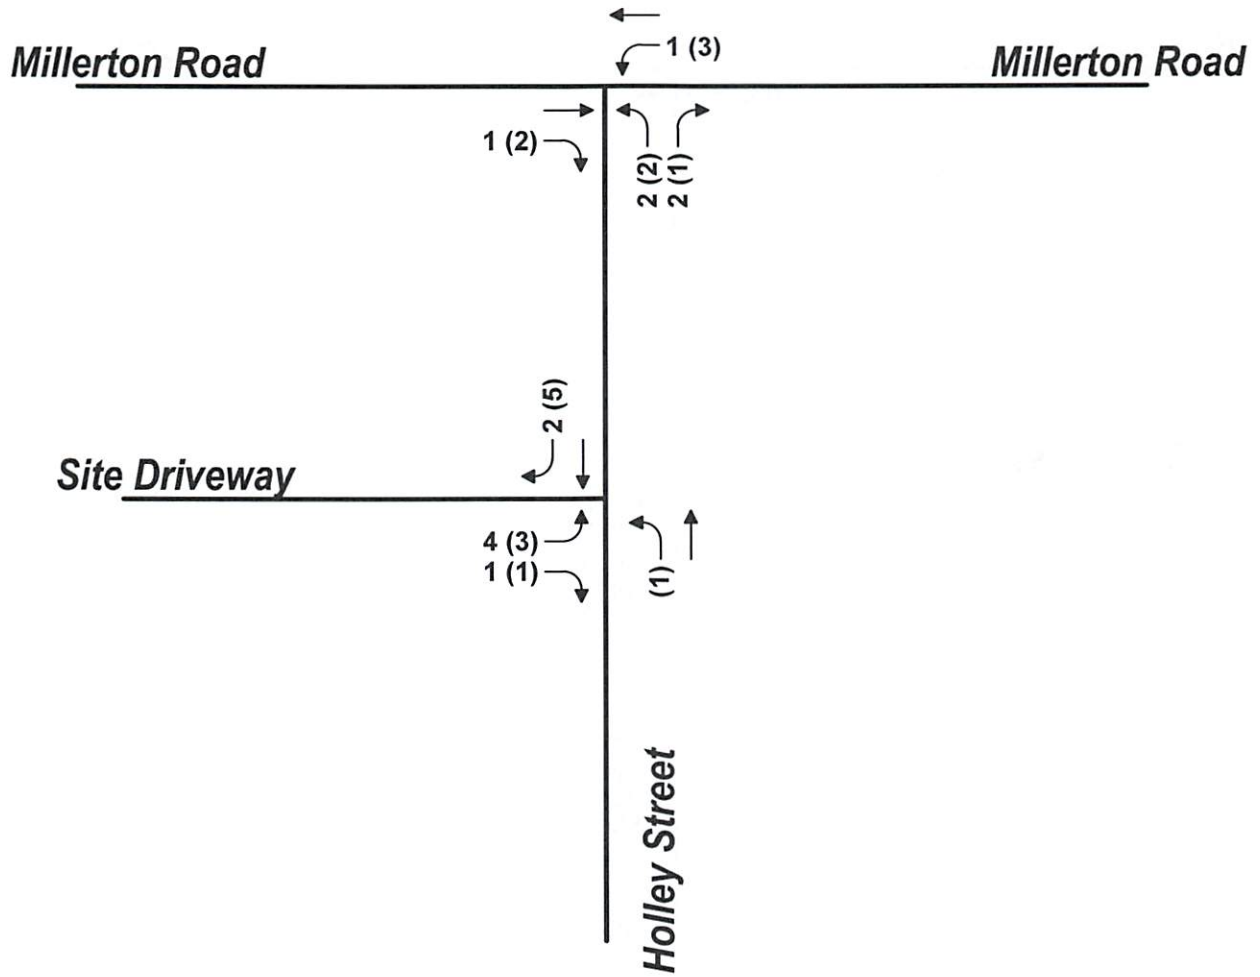 1 (3)
Millerton Road
Millerton Road
1 (2)
2 (2)
2 (1)
2 (5)
Site Driveway
4 (3)
1 (1)
(1)
Holley Street